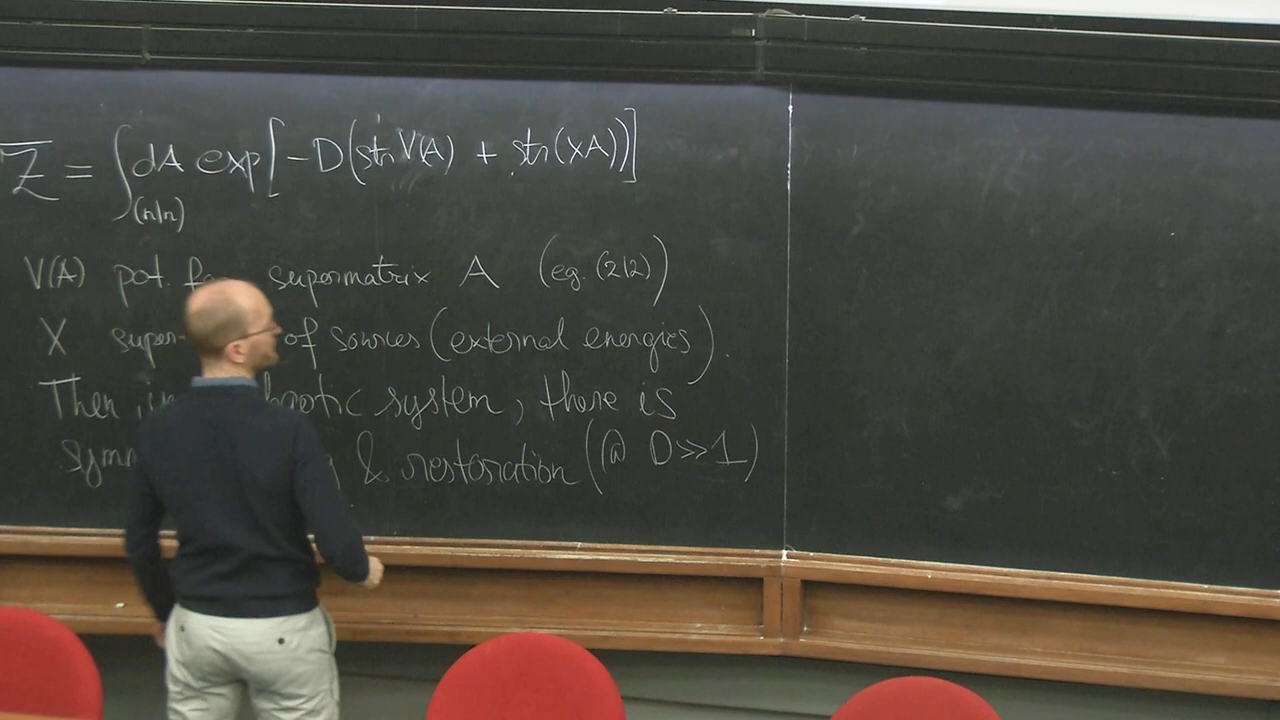 Z̅ = ∫(n|n) dA exp[-D(str V(A) + str(XA))]
V(A) pot. supermatrix A (eg. (2|2))
X super- of sources (external energies).
Then system, there is
& restoration (@ D>>1)